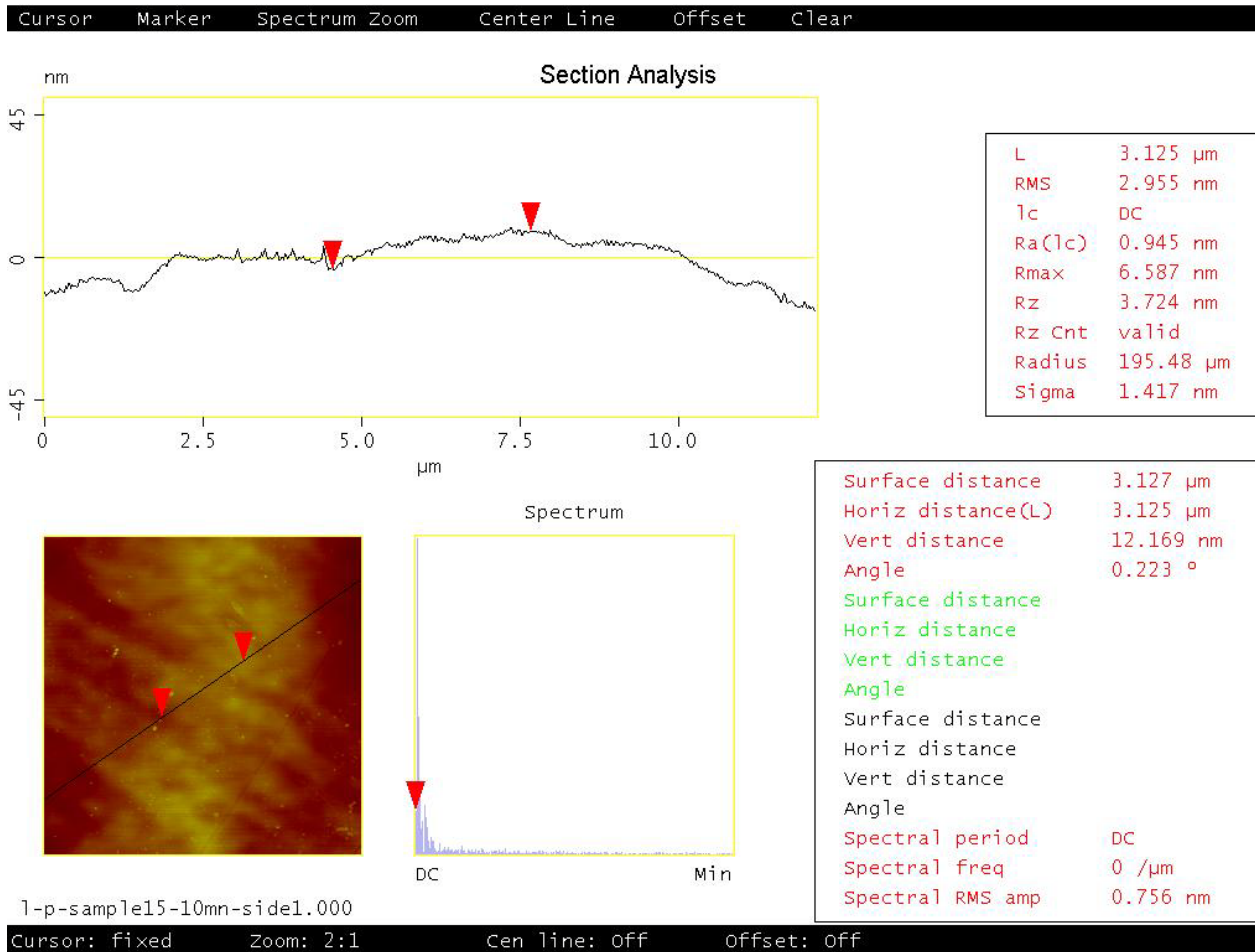 Cursor Marker Spectrum Zoom Center Line Offset Clear
nm
Section Analysis
45
0
-45
0 2.5 5.0 7.5 10.0
µm
L 3.125 µm
RMS 2.955 nm
lc DC
Ra(lc) 0.945 nm
Rmax 6.587 nm
Rz 3.724 nm
Rz Cnt valid
Radius 195.48 µm
Sigma 1.417 nm
Surface distance 3.127 µm
Horiz distance(L) 3.125 µm
Vert distance 12.169 nm
Angle 0.223 °
Surface distance
Horiz distance
Vert distance
Angle
Surface distance
Horiz distance
Vert distance
Angle
Spectral period DC
Spectral freq 0 /µm
Spectral RMS amp 0.756 nm
Spectrum
DC Min
l-p-sample15-10mn-side1.000
Cursor: fixed Zoom: 2:1 Cen line: Off Offset: Off